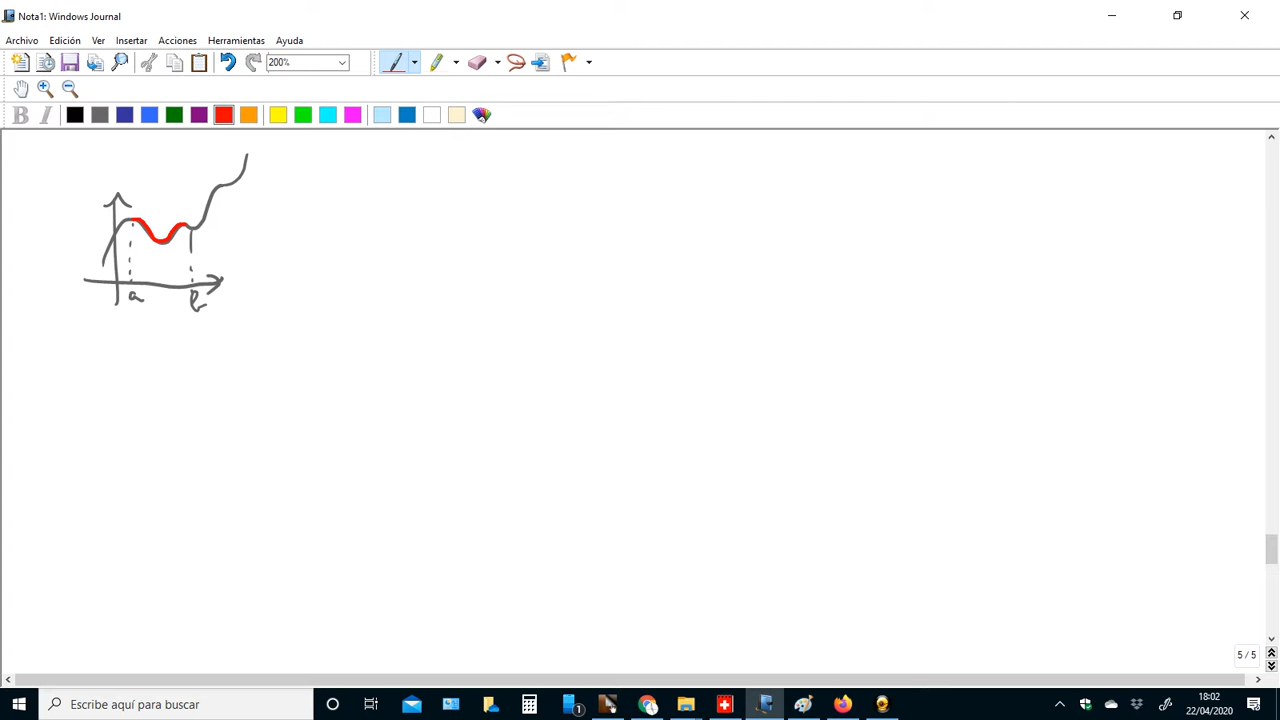 Nota1: Windows Journal
Archivo Edición Ver Insertar Acciones Herramientas Ayuda
200%
B I
a b
5 / 5
Escribe aquí para buscar
1
18:02
22/04/2020